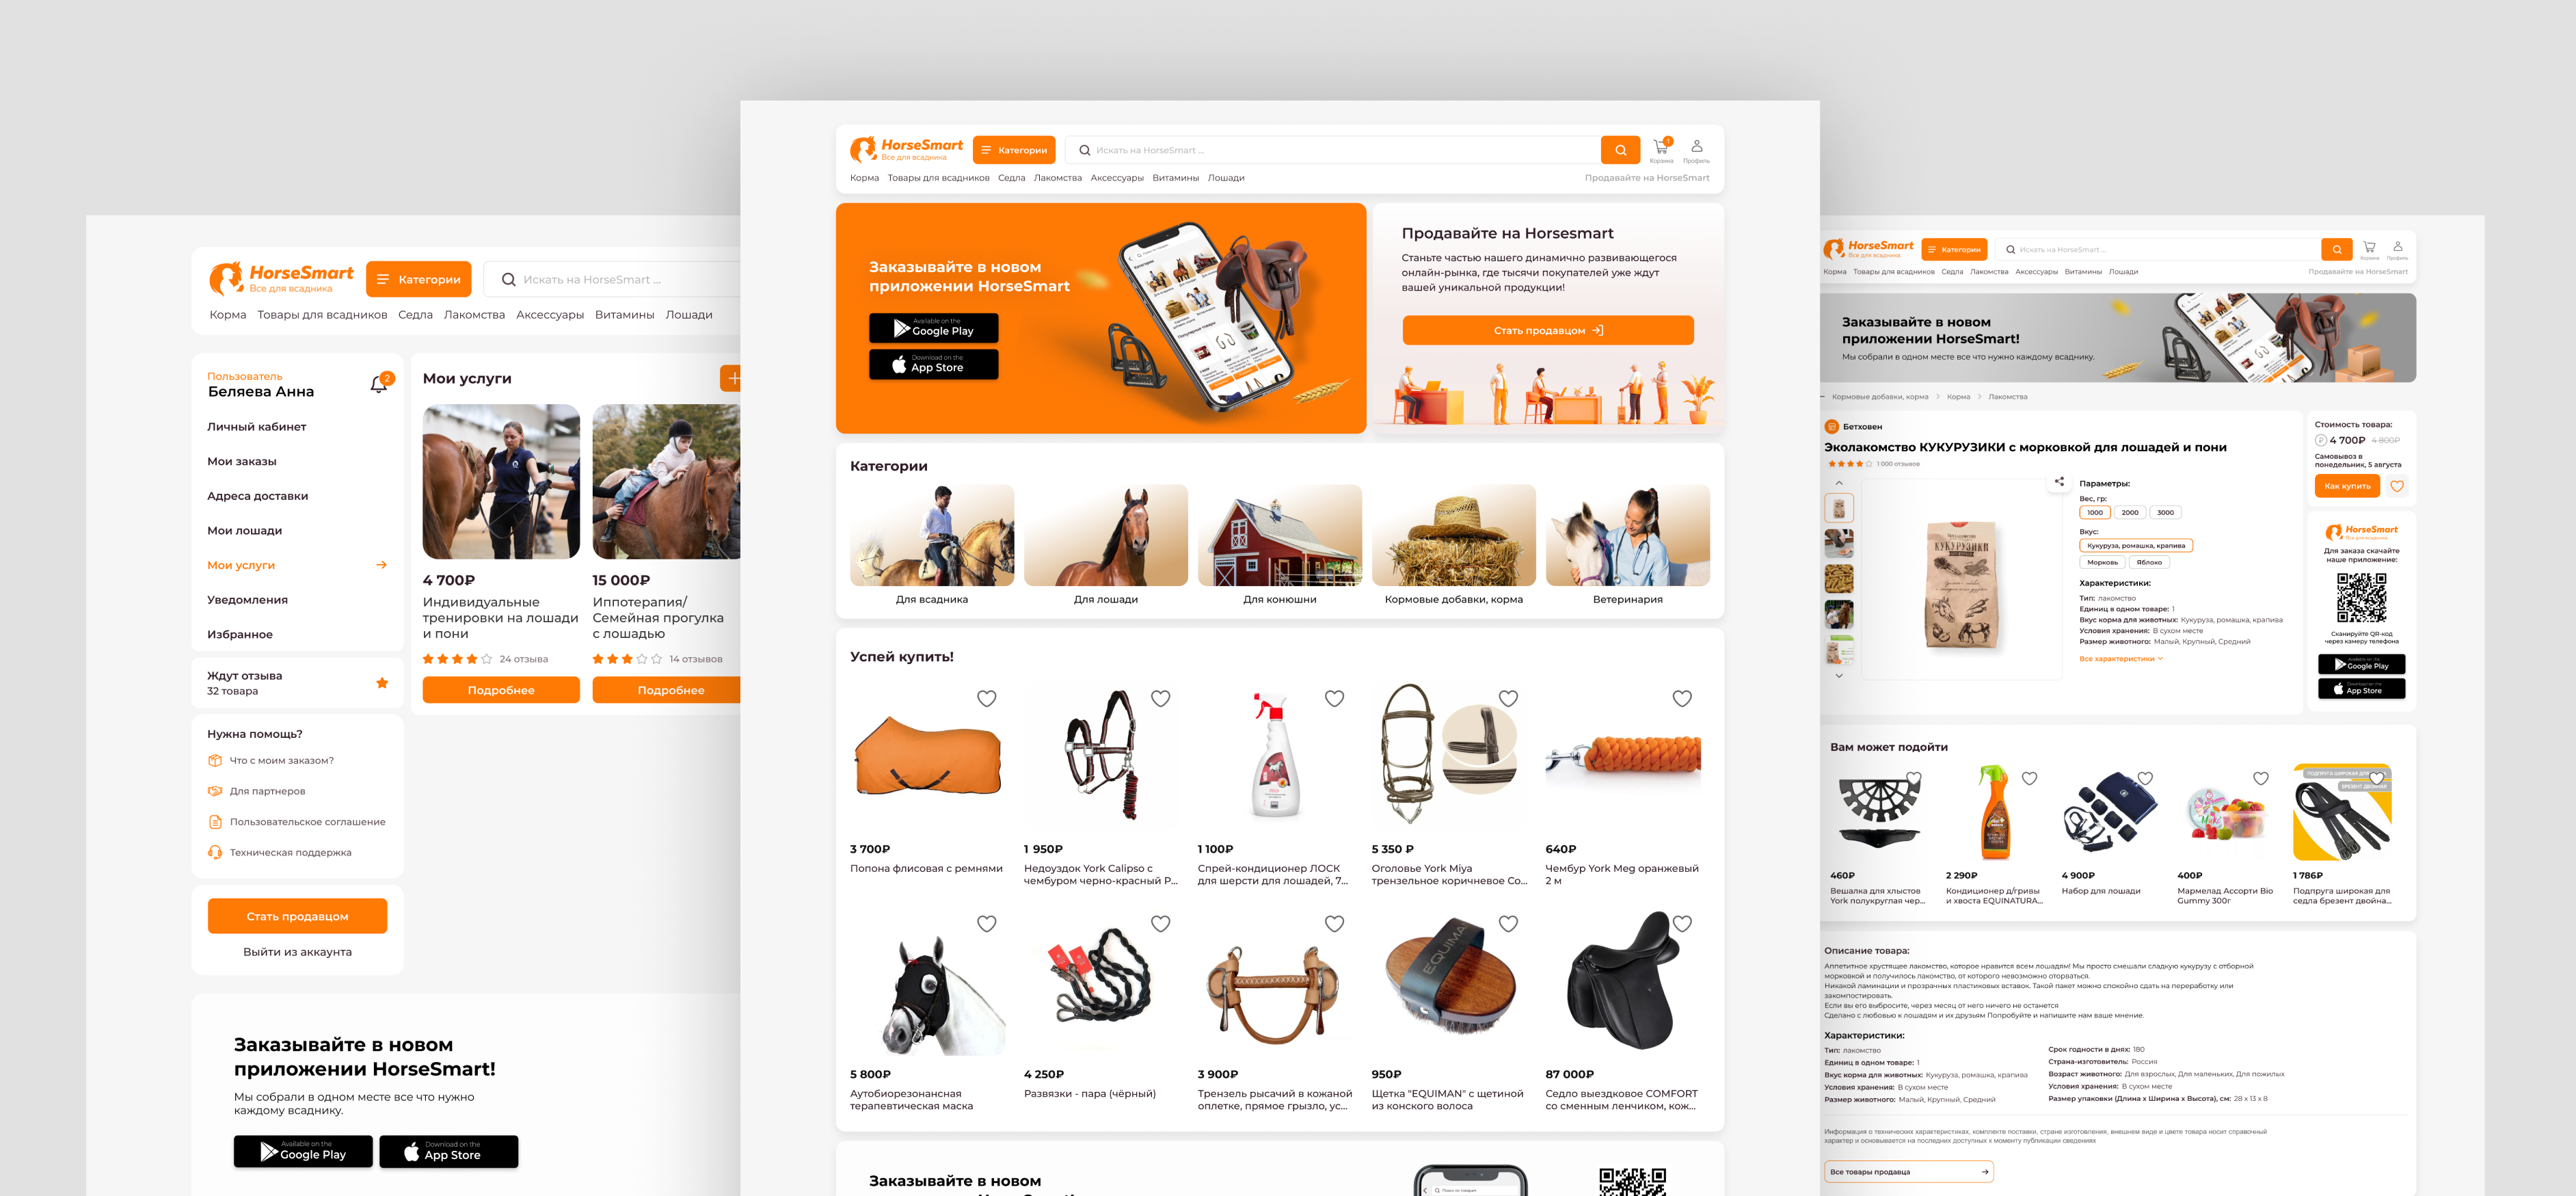 HorseSmart
Все для всадника
Категории
Искать на HorseSmart ...
Корма Товары для всадников Седла Лакомства Аксессуары Витамины Лошади
Пользователь
Беляева Анна
2
Личный кабинет
Мои заказы
Адреса доставки
Мои лошади
Мои услуги
Уведомления
Избранное
Ждут отзыва
32 товара
Нужна помощь?
Что с моим заказом?
Для партнеров
Пользовательское соглашение
Техническая поддержка
Стать продавцом
Выйти из аккаунта
Мои услуги
4 700₽
Индивидуальные
тренировки на лошади
и пони
24 отзыва
Подробнее
15 000₽
Иппотерапия/
Семейная прогулка
с лошадью
14 отзывов
Подробнее
Заказывайте в новом
приложении HorseSmart!
Мы собрали в одном месте все что нужно
каждому всаднику.
Available on the
Google Play
Download on the
App Store
HorseSmart
Все для всадника
Категории
Искать на HorseSmart ...
1
Корзина
Профиль
Корма Товары для всадников Седла Лакомства Аксессуары Витамины Лошади
Продавайте на HorseSmart
Заказывайте в новом
приложении HorseSmart
Available on the
Google Play
Download on the
App Store
Продавайте на Horsesmart
Станьте частью нашего динамично развивающегося
онлайн-рынка, где тысячи покупателей уже ждут
вашей уникальной продукции!
Стать продавцом
Категории
Для всадника
Для лошади
Для конюшни
Кормовые добавки, корма
Ветеринария
Успей купить!
3 700₽
Попона флисовая с ремнями
1 950₽
Недоуздок York Calipso с
чембуром черно-красный P...
1 100₽
Спрей-кондиционер ЛОСК
для шерсти для лошадей, 7...
5 350 ₽
Оголовье York Miya
трензельное коричневое Co...
640₽
Чембур York Meg оранжевый
2 м
5 800₽
Аутобиорезонансная
терапевтическая маска
4 250₽
Развязки - пара (чёрный)
3 900₽
Трензель рысачий в кожаной
оплетке, прямое грызло, ус...
EQUIMAN
950₽
Щетка "EQUIMAN" с щетиной
из конского волоса
87 000₽
Седло выездковое COMFORT
со сменным ленчиком, кож...
Заказывайте в новом
HorseSmart
Все для всадника
Категории
Искать на HorseSmart ...
Корзина
Профиль
Корма Товары для всадников Седла Лакомства Аксессуары Витамины Лошади
Продавайте на HorseSmart
Заказывайте в новом
приложении HorseSmart!
Мы собрали в одном месте все что нужно каждому всаднику.
Кормовые добавки, корма
Корма
Лакомства
Бетховен
Эколакомство КУКУРУЗИКИ с морковкой для лошадей и пони
1 000 отзывов
КУКУРУЗИКИ
Параметры:
Вес, гр:
1000 2000 3000
Вкус:
Кукуруза, ромашка, крапива
Морковь Яблоко
Характеристики:
Тип: лакомство
Единиц в одном товаре: 1
Вкус корма для животных: Кукуруза, ромашка, крапива
Условия хранения: В сухом месте
Размер животного: Малый, Крупный, Средний
Все характеристики
Стоимость товара:
4 700₽ 4 800₽
Самовывоз в
понедельник, 5 августа
Как купить
HorseSmart
Все для всадника
Для заказа скачайте
наше приложение:
Сканируйте QR-код
через камеру телефона
Available on the
Google Play
Download on the
App Store
Вам может подойти
460₽
Вешалка для хлыстов
York полукруглая чер...
2 290₽
Кондиционер д/гривы
и хвоста EQUINATURA...
4 900₽
Набор для лошади
400₽
Мармелад Ассорти Bio
Gummy 300г
1 786₽
Подпруга широкая для
седла брезент двойна...
Описание товара:
Аппетитное хрустящее лакомство, которое нравится всем лошадям! Мы просто смешали сладкую кукурузу с отборной
морковкой и получилось лакомство, от которого невозможно оторваться.
Никакой ламинации и прозрачных пластиковых вставок. Такой пакет можно спокойно сдать на переработку или
закомпостировать.
Если вы его выбросите, через месяц от него ничего не останется
Сделано с любовью к лошадям и их друзьям Попробуйте и напишите нам ваше мнение.
Характеристики:
Тип: лакомство
Единиц в одном товаре: 1
Вкус корма для животных: Кукуруза, ромашка, крапива
Условия хранения: В сухом месте
Размер животного: Малый, Крупный, Средний
Срок годности в днях: 180
Страна-изготовитель: Россия
Возраст животного: Для взрослых, Для маленьких, Для пожилых
Условия хранения: В сухом месте
Размер упаковки (Длина х Ширина х Высота), см: 28 х 13 х 8
Информация о технических характеристиках, комплекте поставки, стране изготовления, внешнем виде и цвете товара носит справочный
характер и основывается на последних доступных к моменту публикации сведениях
Все товары продавца